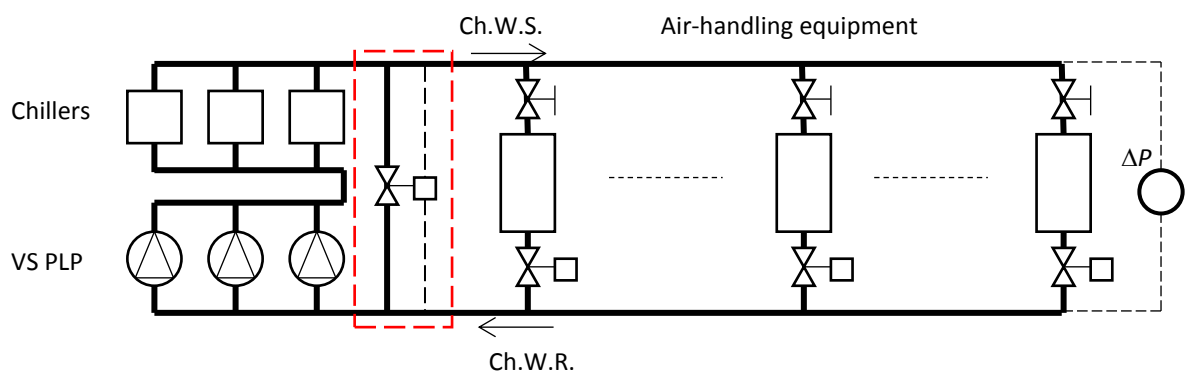 Ch.W.S.
Air-handling equipment
Chillers
ΔP
VS PLP
Ch.W.R.